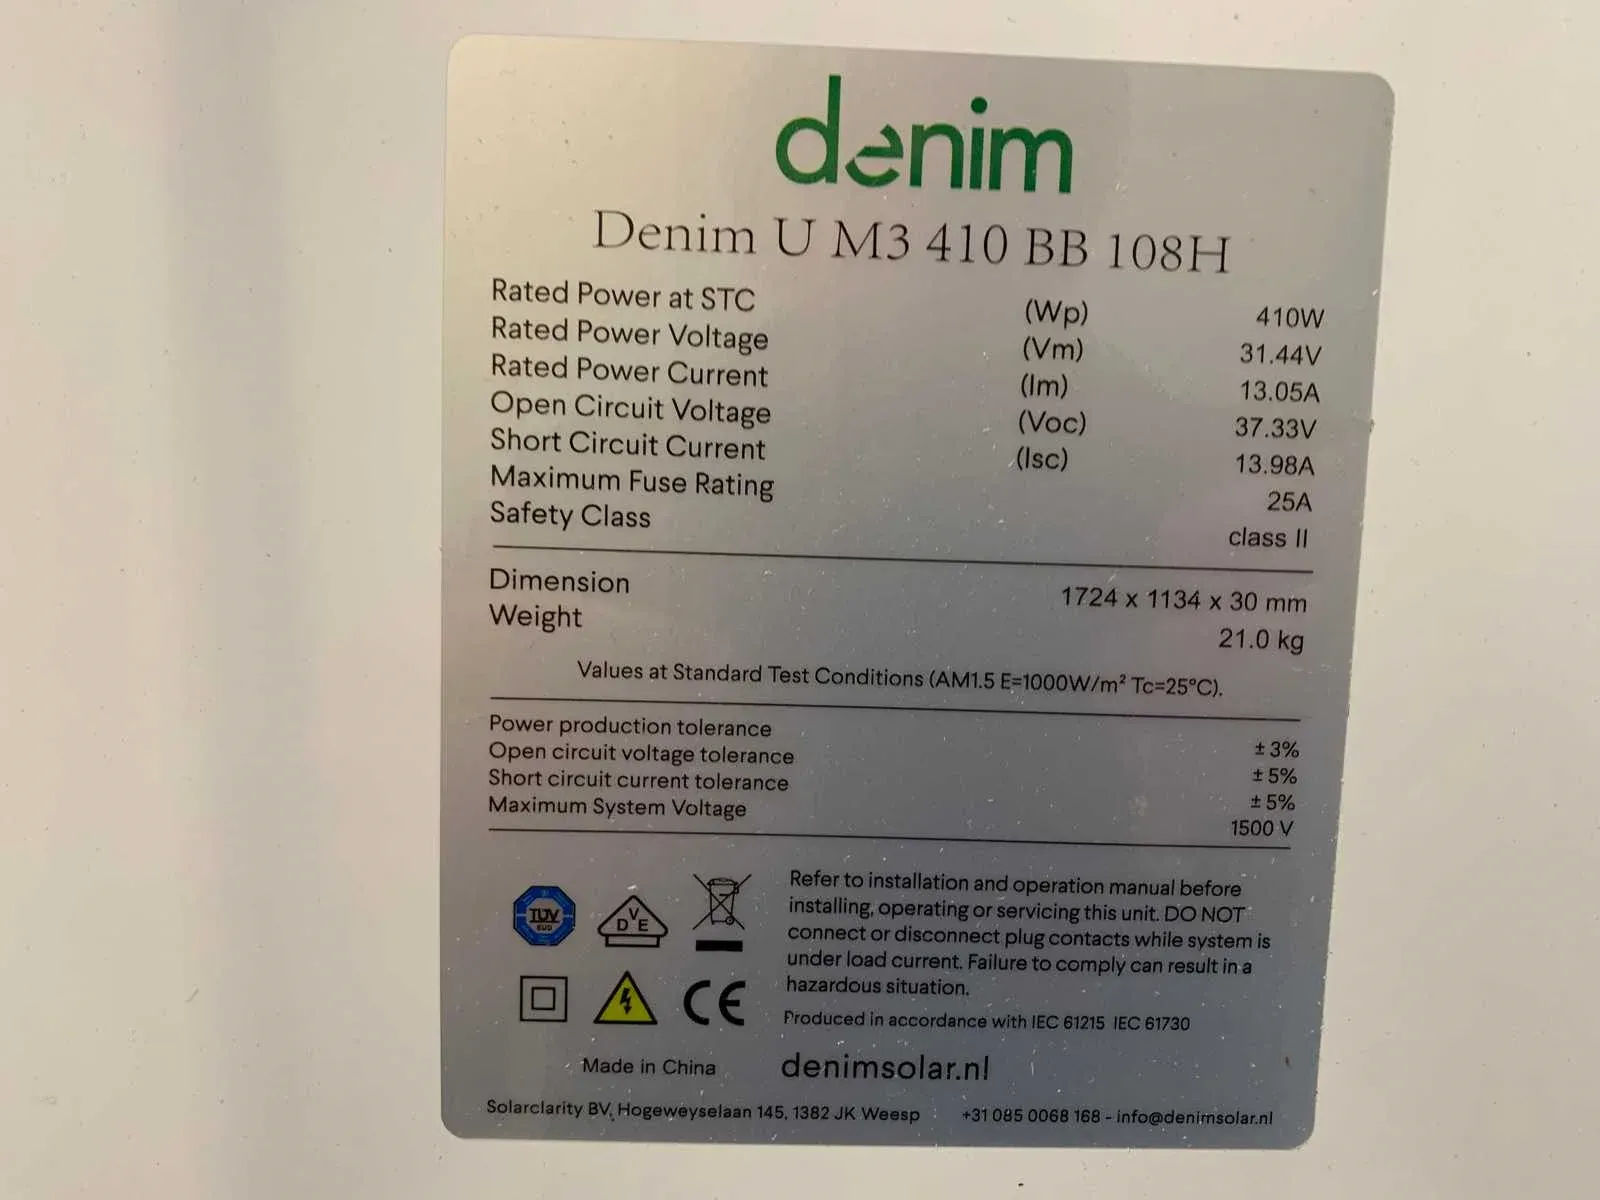 denim
Denim U M3 410 BB 108H
Rated Power at STC (Wp) 410W
Rated Power Voltage (Vm) 31.44V
Rated Power Current (Im) 13.05A
Open Circuit Voltage (Voc) 37.33V
Short Circuit Current (Isc) 13.98A
Maximum Fuse Rating 25A
Safety Class class II
Dimension 1724 x 1134 x 30 mm
Weight 21.0 kg
Values at Standard Test Conditions (AM1.5 E=1000W/m² Tc=25°C).
Power production tolerance ± 3%
Open circuit voltage tolerance ± 5%
Short circuit current tolerance ± 5%
Maximum System Voltage 1500 V
TÜV
SUD
VDE
CE
Refer to installation and operation manual before
installing, operating or servicing this unit. DO NOT
connect or disconnect plug contacts while system is
under load current. Failure to comply can result in a
hazardous situation.
Produced in accordance with IEC 61215 IEC 61730
Made in China denimsolar.nl
Solarclarity BV, Hogeweyselaan 145, 1382 JK Weesp +31 085 0068 168 - info@denimsolar.nl